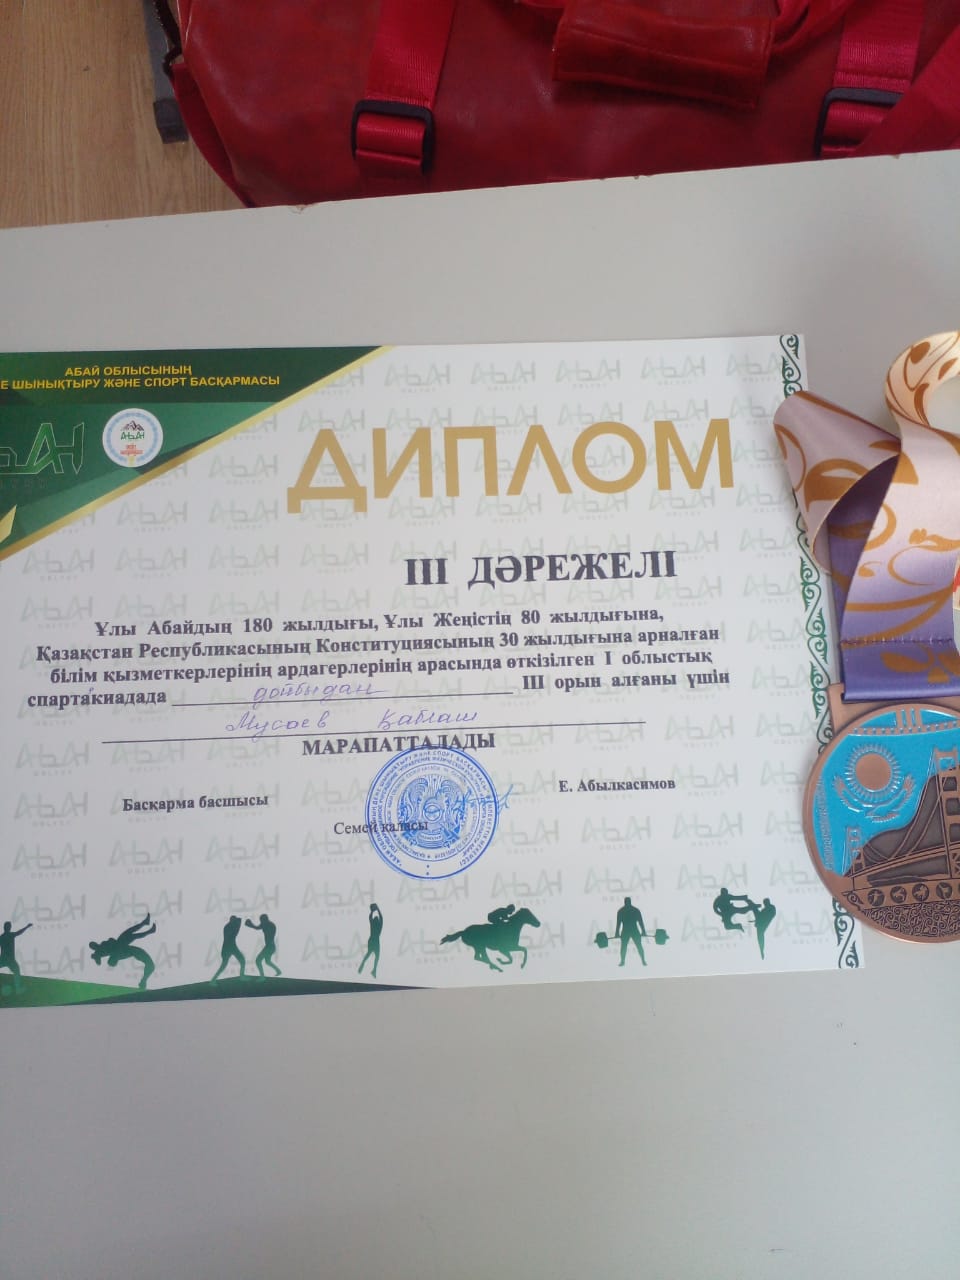 АБАЙ ОБЛЫСЫНЫҢ
Е ШЫНЫҚТЫРУ ЖӘНЕ СПОРТ БАСҚАРМАСЫ
ДИПЛОМ
III ДӘРЕЖЕЛІ
Ұлы Абайдың 180 жылдығы, Ұлы Жеңістің 80 жылдығына,
Қазақстан Республикасының Конституциясының 30 жылдығына арналған
білім қызметкерлерінің ардагерлерінің арасында өткізілген I облыстық
спартакиадада дойбыдан III орын алғаны үшін
Мусаев Қабаш
МАРАПАТТАЛАДЫ
Басқарма басшысы Е. Абылкасимов
Семей қаласы